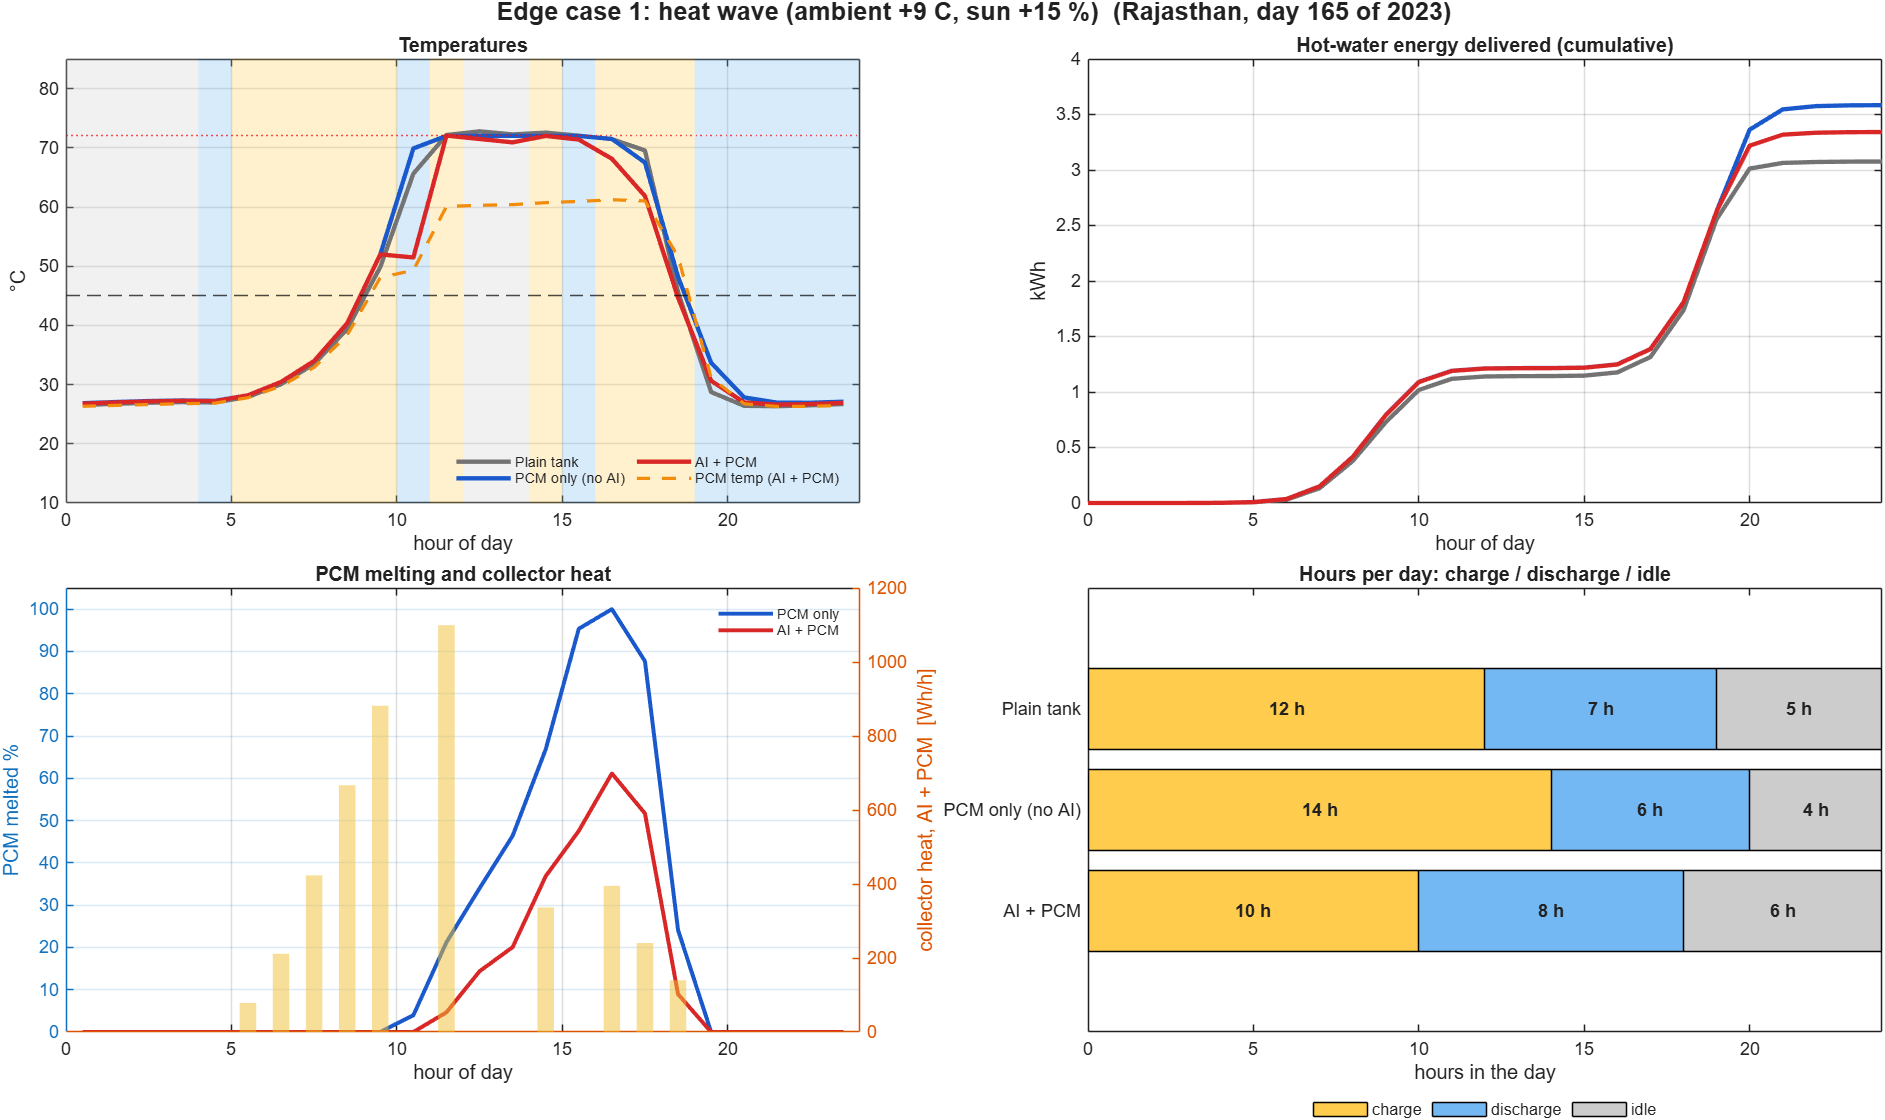 Edge case 1: heat wave (ambient +9 C, sun +15 %)  (Rajasthan, day 165 of 2023)
Temperatures
°C
80
70
60
50
40
30
20
10
0
5
10
15
20
hour of day
Plain tank
PCM only (no AI)
AI + PCM
PCM temp (AI + PCM)
Hot-water energy delivered (cumulative)
kWh
4
3.5
3
2.5
2
1.5
1
0.5
0
0
5
10
15
20
hour of day
PCM melting and collector heat
PCM melted %
100
90
80
70
60
50
40
30
20
10
0
PCM only
AI + PCM
1200
1000
800
600
400
200
0
collector heat, AI + PCM  [Wh/h]
0
5
10
15
20
hour of day
Hours per day: charge / discharge / idle
Plain tank
12 h
7 h
5 h
PCM only (no AI)
14 h
6 h
4 h
AI + PCM
10 h
8 h
6 h
0
5
10
15
20
hours in the day
charge
discharge
idle